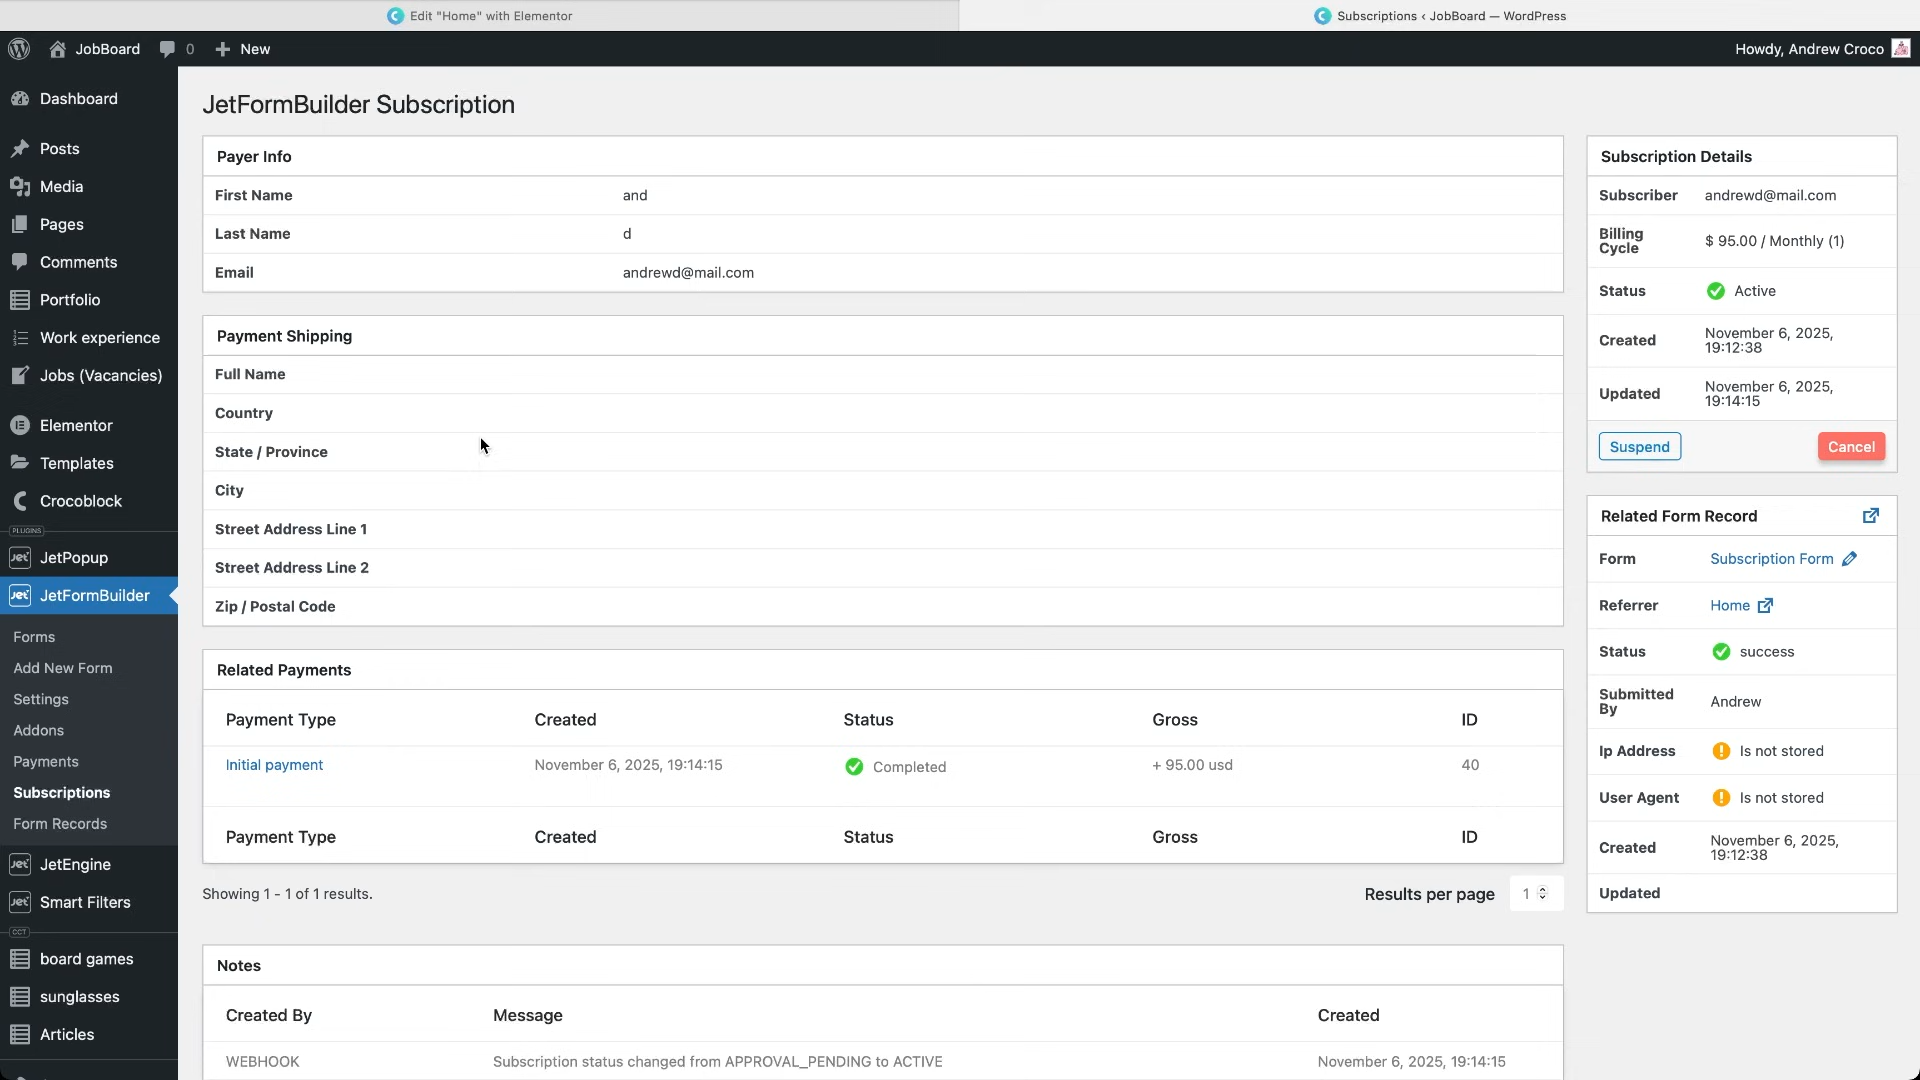 Edit "Home" with Elementor
Subscriptions ‹ JobBoard — WordPress
JobBoard
0
New
Howdy, Andrew Croco
Dashboard
Posts
Media
Pages
Comments
Portfolio
Work experience
Jobs (Vacancies)
Elementor
Templates
Crocoblock
PLUGINS
Jet JetPopup
Jet JetFormBuilder
Forms
Add New Form
Settings
Addons
Payments
Subscriptions
Form Records
Jet JetEngine
Jet Smart Filters
CCT
board games
sunglasses
Articles
JetFormBuilder Subscription
Payer Info
First Name and
Last Name d
Email andrewd@mail.com
Payment Shipping
Full Name
Country
State / Province
City
Street Address Line 1
Street Address Line 2
Zip / Postal Code
Related Payments
Payment Type Created Status Gross ID
Initial payment November 6, 2025, 19:14:15 Completed + 95.00 usd 40
Payment Type Created Status Gross ID
Showing 1 - 1 of 1 results.
Results per page 1
Notes
Created By Message Created
WEBHOOK Subscription status changed from APPROVAL_PENDING to ACTIVE November 6, 2025, 19:14:15
Subscription Details
Subscriber andrewd@mail.com
Billing
Cycle
$ 95.00 / Monthly (1)
Status Active
Created
November 6, 2025,
19:12:38
Updated
November 6, 2025,
19:14:15
Suspend
Cancel
Related Form Record
Form Subscription Form
Referrer Home
Status success
Submitted
By
Andrew
Ip Address Is not stored
User Agent Is not stored
Created
November 6, 2025,
19:12:38
Updated